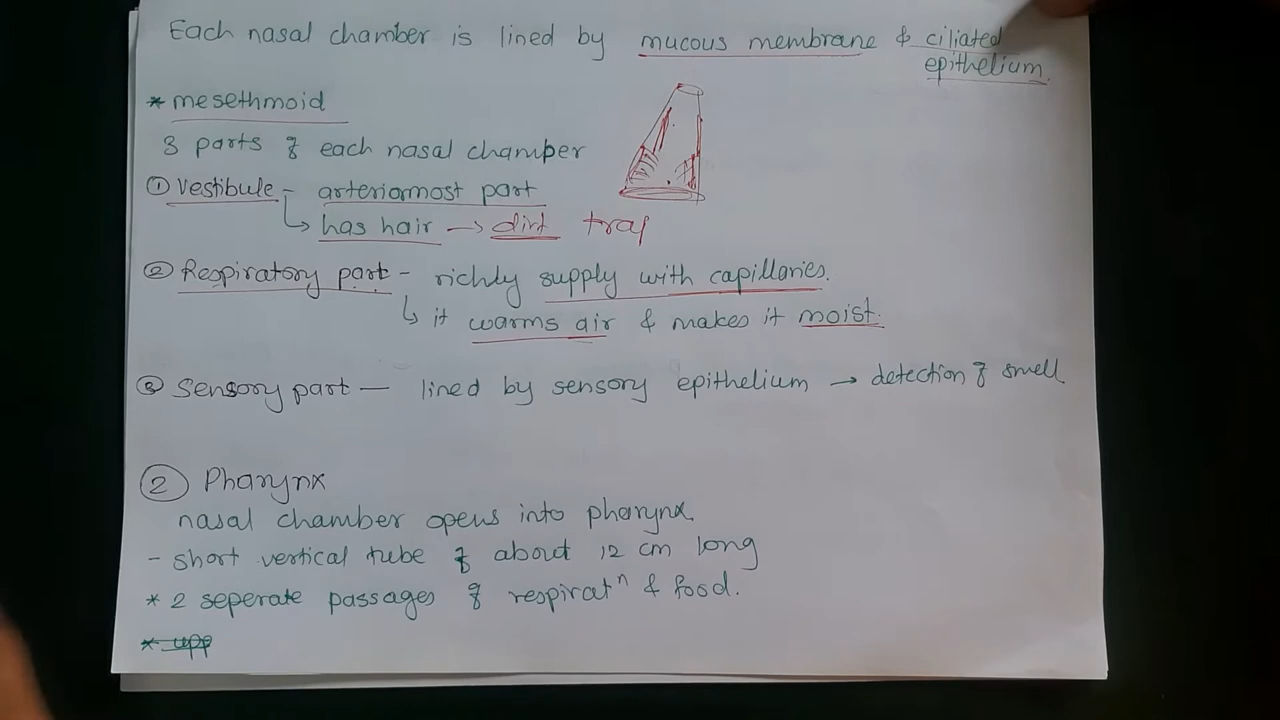 Each nasal chamber is lined by mucous membrane & ciliated
epithelium.
* mesethmoid
3 parts of each nasal chamber
① Vestibule - arteriormost part
↳ has hair → dirt trap
② Respiratory part - richly supply with capillaries.
↳ it warms air & makes it moist.
③ Sensory part — lined by sensory epithelium → detection of smell
② Pharynx
nasal chamber opens into pharynx.
- short vertical tube of about 12 cm long
* 2 seperate passages of respiratⁿ & food.
* upp